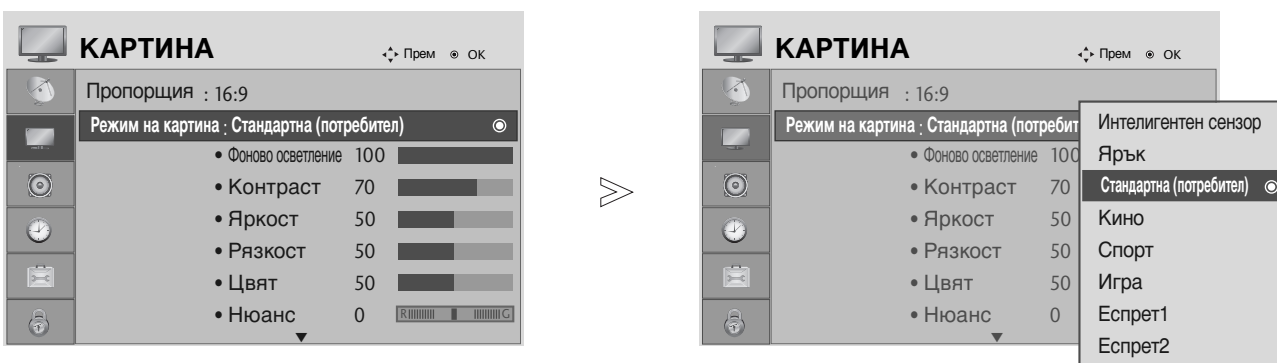 КАРТИНА
Прем OK
Пропорщия : 16:9
Режим на картина : Стандартна (потребител)
• Фоново осветление 100
• Контраст 70
• Яркост 50
• Рязкост 50
• Цвят 50
• Нюанс 0 R G
КАРТИНА
Прем OK
Пропорщия : 16:9
Режим на картина : Стандартна (потребит
• Фоново осветление 100
• Контраст 70
• Яркост 50
• Рязкост 50
• Цвят 50
• Нюанс 0
Интелигентен сензор
Ярък
Стандартна (потребител)
Кино
Спорт
Игра
Еспрет1
Еспрет2